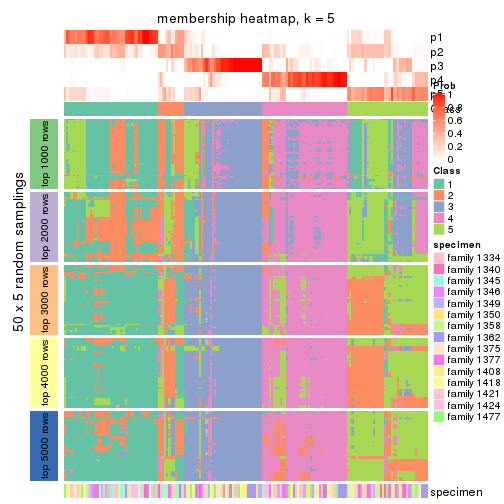 membership heatmap, k = 5
p1
p2
p3
p4
p5
Prob
1
0.8
0.6
0.4
0.2
0
Class
Class
1
2
3
4
5
specimen
family 1334
family 1340
family 1345
family 1346
family 1349
family 1350
family 1358
family 1362
family 1375
family 1377
family 1408
family 1418
family 1421
family 1424
family 1477
50 x 5 random samplings
top 1000 rows
top 2000 rows
top 3000 rows
top 4000 rows
top 5000 rows
specimen